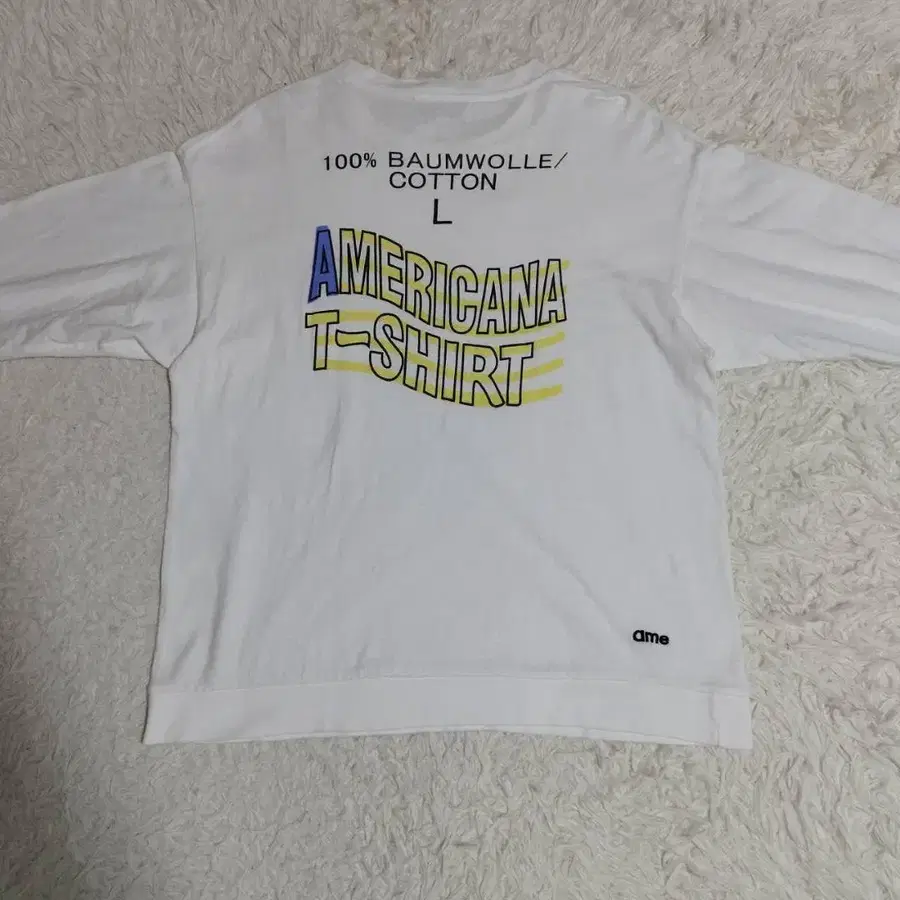 100% BAUMWOLLE/
COTTON
L
AMERICANA
T-SHIRT
ame